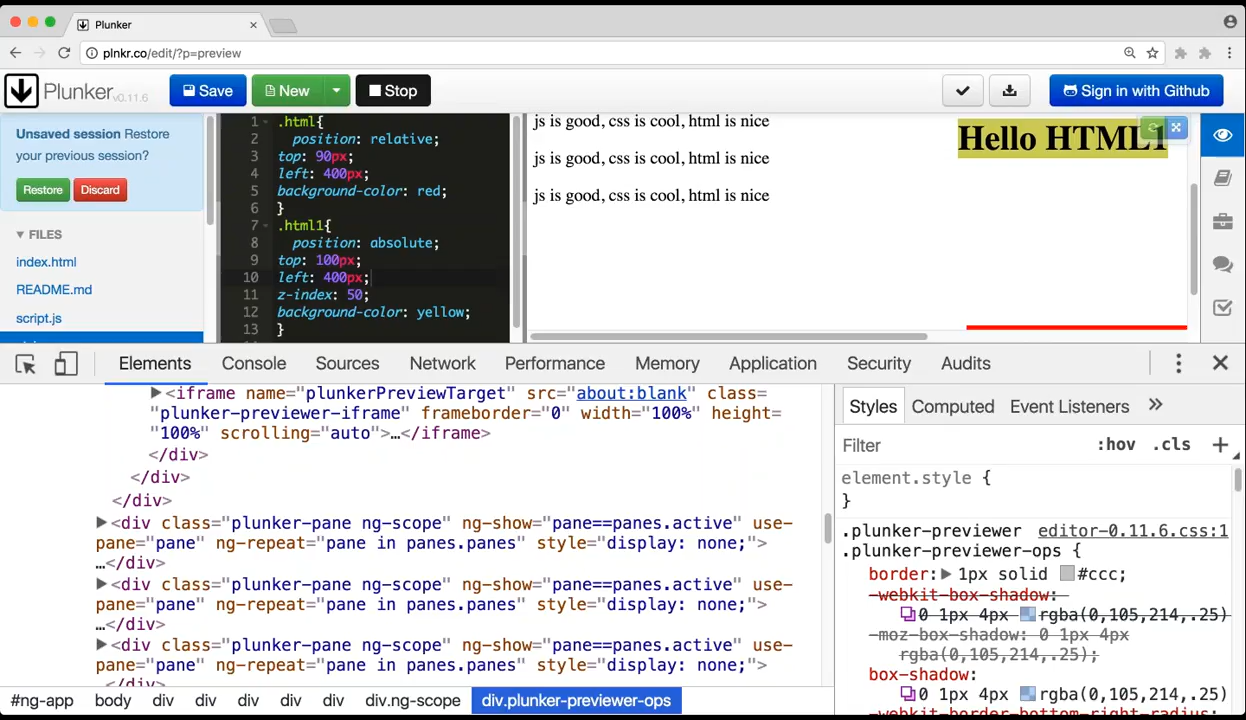 Plunker
plnkr.co/edit/?p=preview
Plunker v0.11.6
Save
New
Stop
Sign in with Github
Unsaved session Restore
your previous session?
Restore Discard
FILES
index.html
README.md
script.js
1 .html{
2 position: relative;
3 top: 90px;
4 left: 400px;
5 background-color: red;
6 }
7 .html1{
8 position: absolute;
9 top: 100px;
10 left: 400px;
11 z-index: 50;
12 background-color: yellow;
13 }
js is good, css is cool, html is nice
js is good, css is cool, html is nice
js is good, css is cool, html is nice
Hello HTML1
Elements Console Sources Network Performance Memory Application Security Audits
▶<iframe name="plunkerPreviewTarget" src="about:blank" class=
"plunker-previewer-iframe" frameborder="0" width="100%" height=
"100%" scrolling="auto">…</iframe>
</div>
</div>
</div>
▶<div class="plunker-pane ng-scope" ng-show="pane==panes.active" use-
pane="pane" ng-repeat="pane in panes.panes" style="display: none;">
…</div>
▶<div class="plunker-pane ng-scope" ng-show="pane==panes.active" use-
pane="pane" ng-repeat="pane in panes.panes" style="display: none;">
…</div>
▶<div class="plunker-pane ng-scope" ng-show="pane==panes.active" use-
pane="pane" ng-repeat="pane in panes.panes" style="display: none;">
…</div>
#ng-app body div div div div div div.ng-scope div.plunker-previewer-ops
Styles Computed Event Listeners »
Filter :hov .cls +
element.style {
}
.plunker-previewer editor-0.11.6.css:1
.plunker-previewer-ops {
border:▶1px solid #ccc;
-webkit-box-shadow:
0 1px 4px rgba(0,105,214,.25)
-moz-box-shadow: 0 1px 4px
rgba(0,105,214,.25);
box-shadow:
0 1px 4px rgba(0,105,214,.25)
-webkit-border-bottom-right-radius: